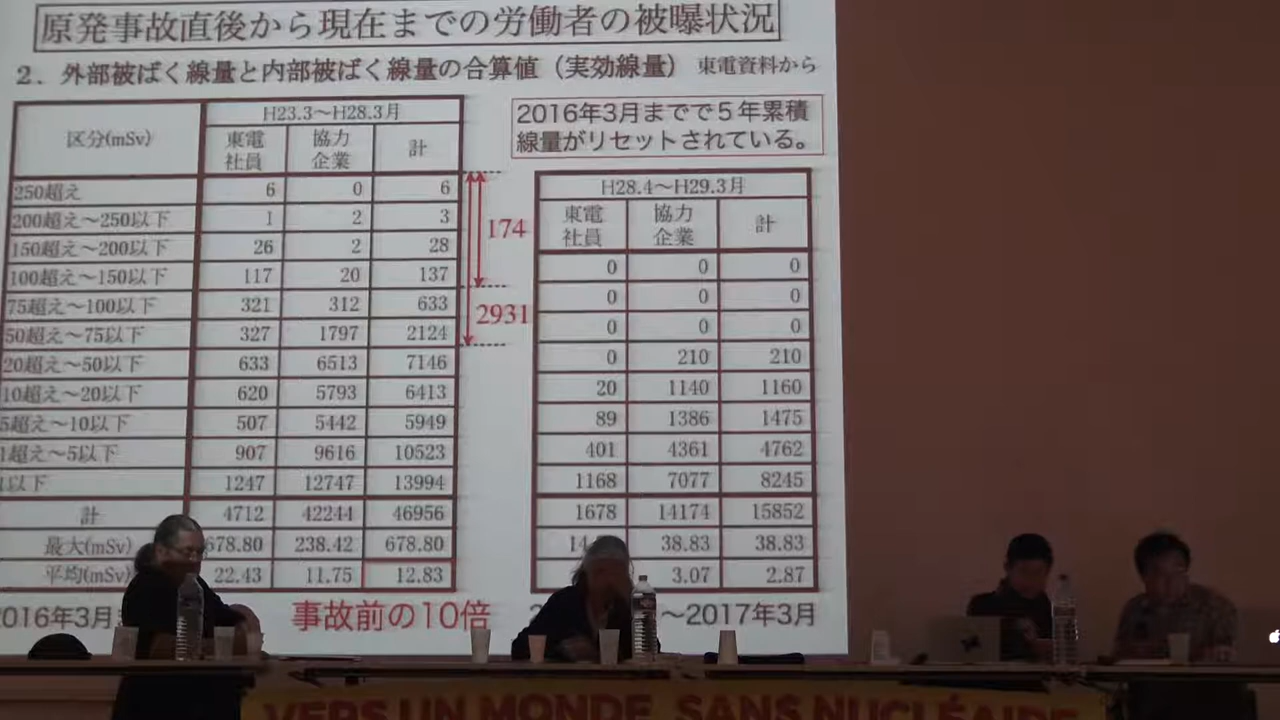 原発事故直後から現在までの労働者の被曝状況
2．外部被ばく線量と内部被ばく線量の合算値（実効線量） 東電資料から
区分(mSv) H23.3～H28.3月
東電社員 協力企業 計
250超え 6 0 6
200超え～250以下 1 2 3
150超え～200以下 26 2 28
100超え～150以下 117 20 137
75超え～100以下 321 312 633
50超え～75以下 327 1797 2124
20超え～50以下 633 6513 7146
10超え～20以下 620 5793 6413
5超え～10以下 507 5442 5949
1超え～5以下 907 9616 10523
以下 1247 12747 13994
計 4712 42244 46956
最大(mSv) 678.80 238.42 678.80
平均(mSv) 22.43 11.75 12.83
174
2931
2016年3月までで５年累積
線量がリセットされている。
H28.4～H29.3月
東電社員 協力企業 計
0 0 0
0 0 0
0 0 0
0 210 210
20 1140 1160
89 1386 1475
401 4361 4762
1168 7077 8245
1678 14174 15852
38.83 38.83
3.07 2.87
2016年3月
事故前の10倍
～2017年3月
VERS UN MONDE SANS NUCLÉAIRE